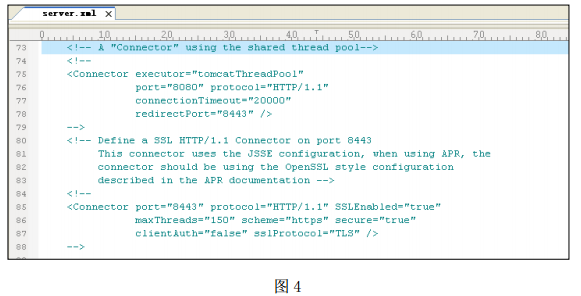 server.xml X
0 10 20 30 40 50 60 70 80
73 <!-- A "Connector" using the shared thread pool-->
74 <!--
75 <Connector executor="tomcatThreadPool"
76 port="8080" protocol="HTTP/1.1"
77 connectionTimeout="20000"
78 redirectPort="8443" />
79 -->
80 <!-- Define a SSL HTTP/1.1 Connector on port 8443
81 This connector uses the JSSE configuration, when using APR, the
82 connector should be using the OpenSSL style configuration
83 described in the APR documentation -->
84 <!--
85 <Connector port="8443" protocol="HTTP/1.1" SSLEnabled="true"
86 maxThreads="150" scheme="https" secure="true"
87 clientAuth="false" sslProtocol="TLS" />
88 -->
图 4